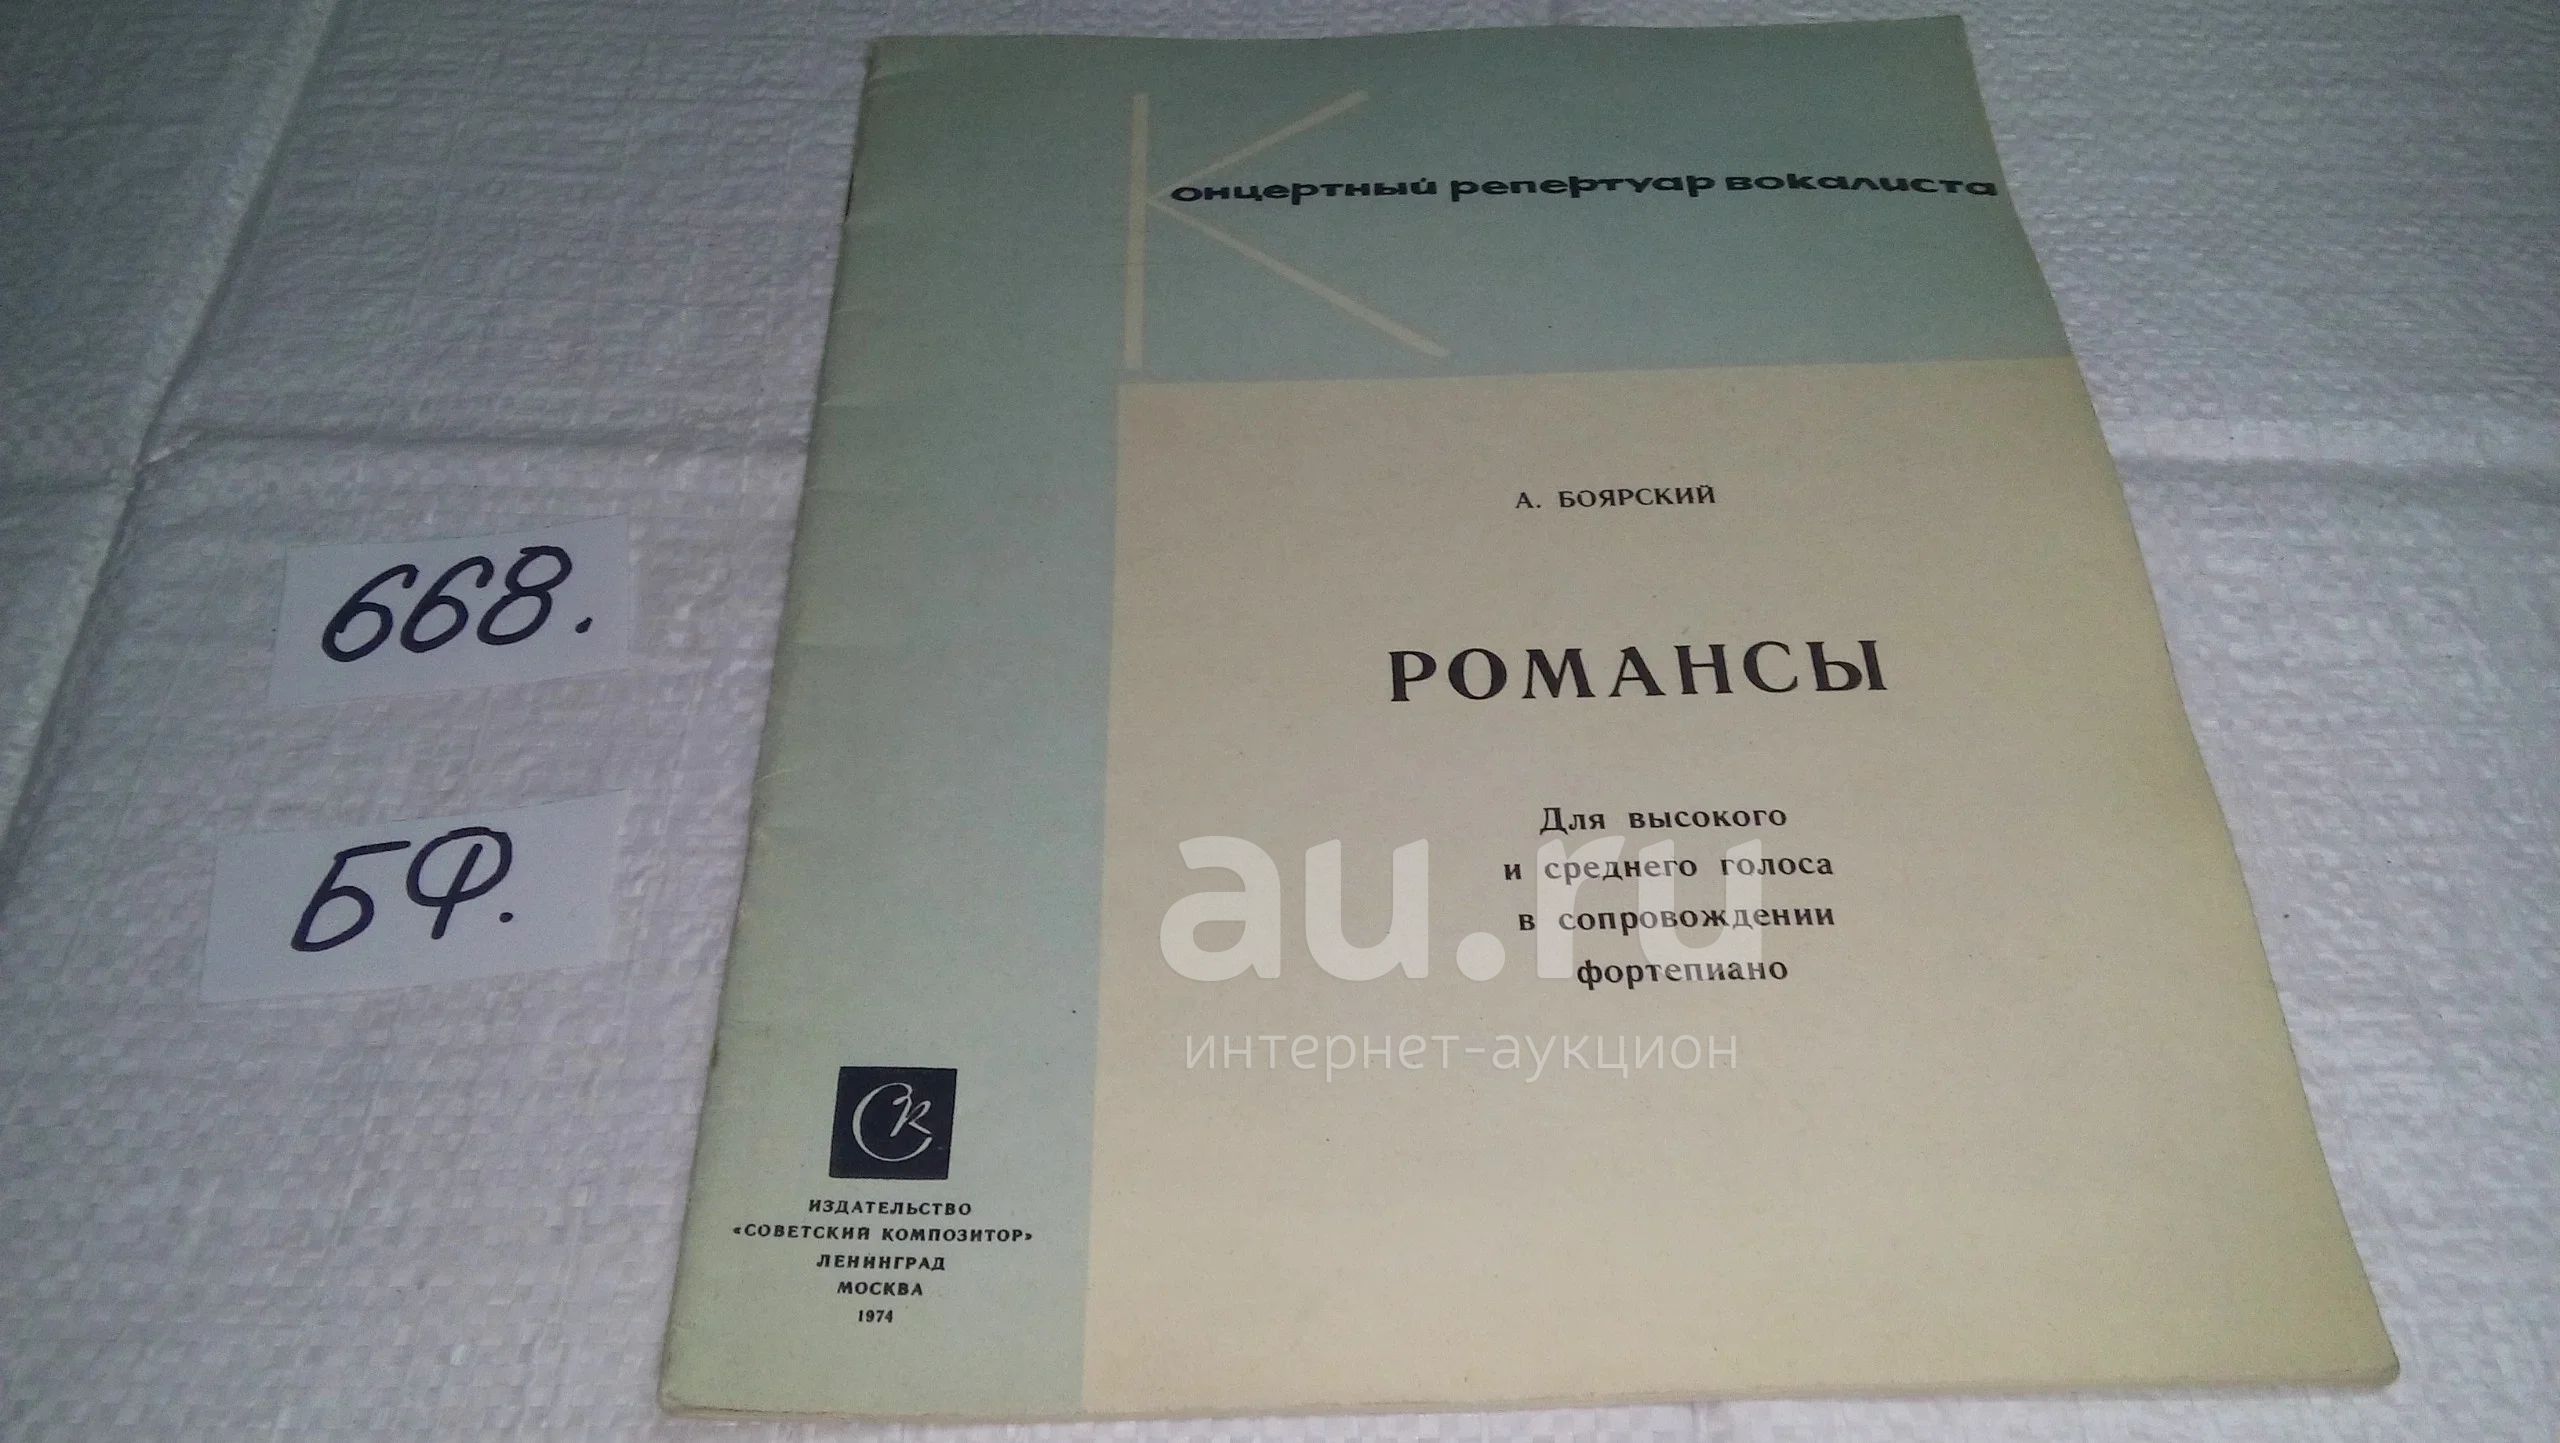 Концертный репертуар вокалиста
А. БОЯРСКИЙ
РОМАНСЫ
Для высокого
и среднего голоса
в сопровождении
фортепиано
au.ru
интернет-аукцион
668.
БФ.
СК
ИЗДАТЕЛЬСТВО
«СОВЕТСКИЙ КОМПОЗИТОР»
ЛЕНИНГРАД
МОСКВА
1974